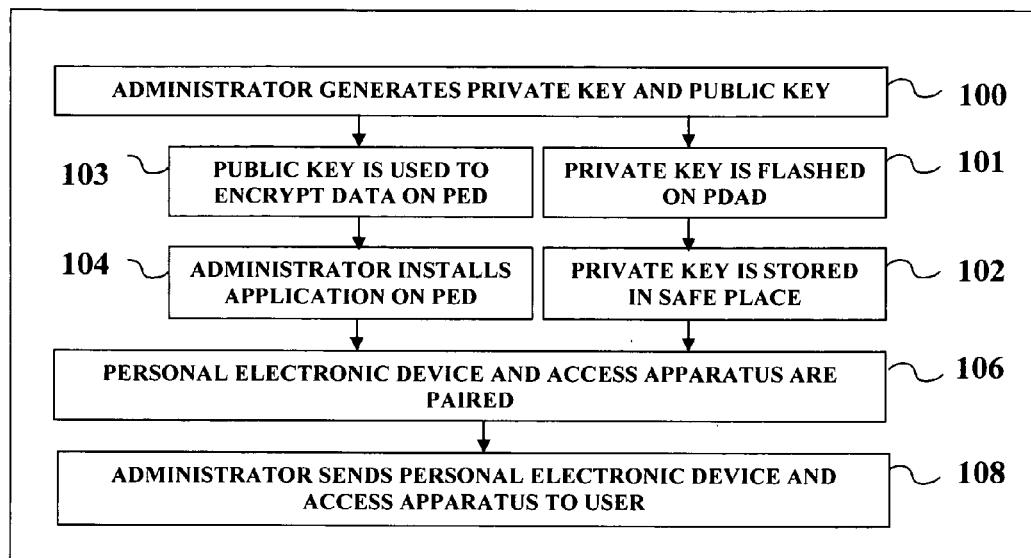 ADMINISTRATOR GENERATES PRIVATE KEY AND PUBLIC KEY
100
103
PUBLIC KEY IS USED TO
ENCRYPT DATA ON PED
PRIVATE KEY IS FLASHED
ON PDAD
101
104
ADMINISTRATOR INSTALLS
APPLICATION ON PED
PRIVATE KEY IS STORED
IN SAFE PLACE
102
PERSONAL ELECTRONIC DEVICE AND ACCESS APPARATUS ARE
PAIRED
106
ADMINISTRATOR SENDS PERSONAL ELECTRONIC DEVICE AND
ACCESS APPARATUS TO USER
108